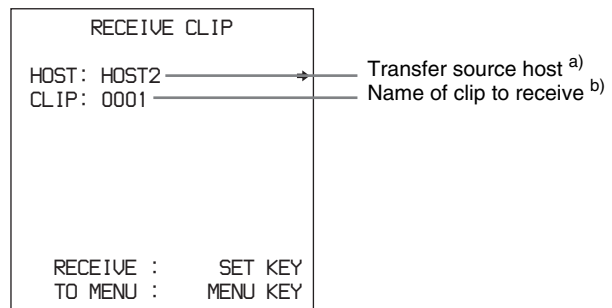 RECEIVE CLIP
HOST: HOST2 Transfer source host a)
CLIP: 0001 Name of clip to receive b)
RECEIVE : SET KEY
TO MENU : MENU KEY